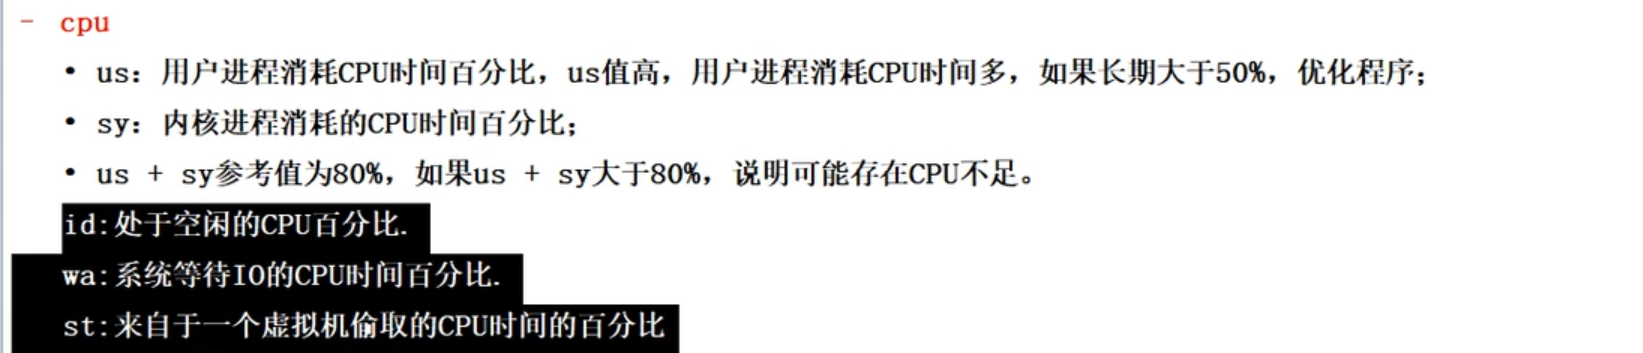 - cpu
• us: 用户进程消耗CPU时间百分比，us值高，用户进程消耗CPU时间多，如果长期大于50%，优化程序；
• sy: 内核进程消耗的CPU时间百分比；
• us + sy参考值为80%，如果us + sy大于80%，说明可能存在CPU不足。
id:处于空闲的CPU百分比.
wa:系统等待IO的CPU时间百分比.
st:来自于一个虚拟机偷取的CPU时间的百分比